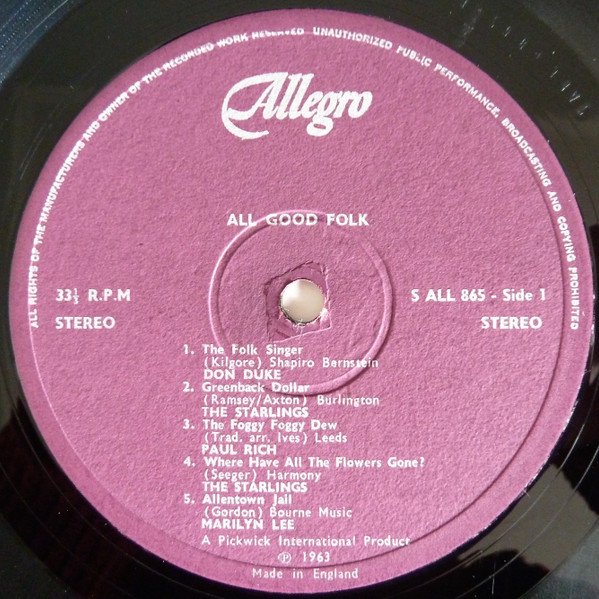 ALL RIGHTS OF THE MANUFACTURERS AND OWNER OF THE RECORDED WORK RESERVED UNAUTHORIZED PUBLIC PERFORMANCE, BROADCASTING AND COPYING PROHIBITED
Allegro
ALL GOOD FOLK
33⅓ R.P.M
S ALL 865 - Side 1
STEREO
STEREO
1. The Folk Singer
(Kilgore) Shapiro Bernstein
DON DUKE
2. Greenback Dollar
(Ramsey/Axton) Burlington
THE STARLINGS
3. The Foggy Foggy Dew
(Trad. arr. Ives) Leeds
PAUL RICH
4. Where Have All The Flowers Gone?
(Seeger) Harmony
THE STARLINGS
5. Allentown Jail
(Gordon) Bourne Music
MARILYN LEE
A Pickwick International Product
℗ 1963
Made in England